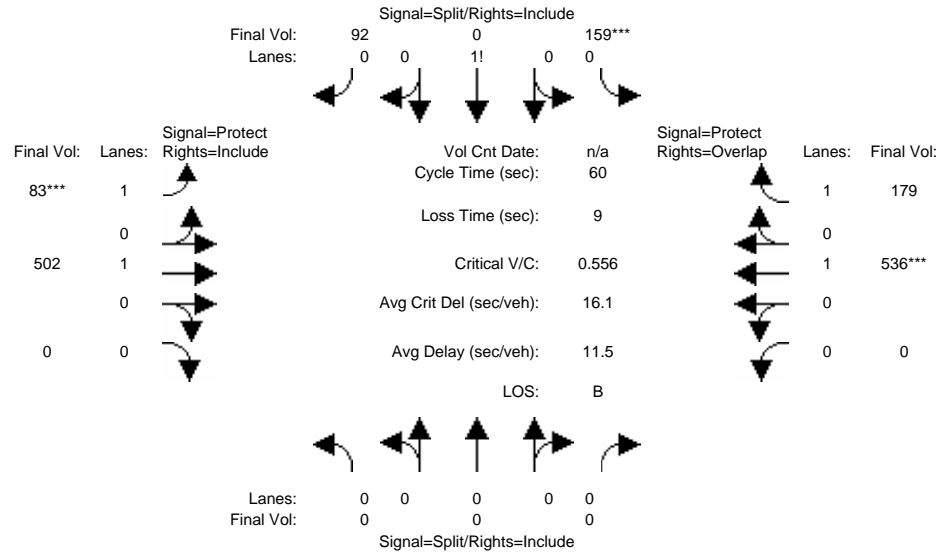 Signal=Split/Rights=Include
Final Vol: 92 0 159***
Lanes: 0 0 1! 0 0
Signal=Protect Signal=Protect
Final Vol: Lanes: Rights=Include Vol Cnt Date: n/a Rights=Overlap Lanes: Final Vol:
Cycle Time (sec): 60
83*** 1 1 179
Loss Time (sec): 9
0 0
502 1 Critical V/C: 0.556 1 536***
0 Avg Crit Del (sec/veh): 16.1 0
0 0 Avg Delay (sec/veh): 11.5 0 0
LOS: B
Lanes: 0 0 0 0 0
Final Vol: 0 0 0
Signal=Split/Rights=Include